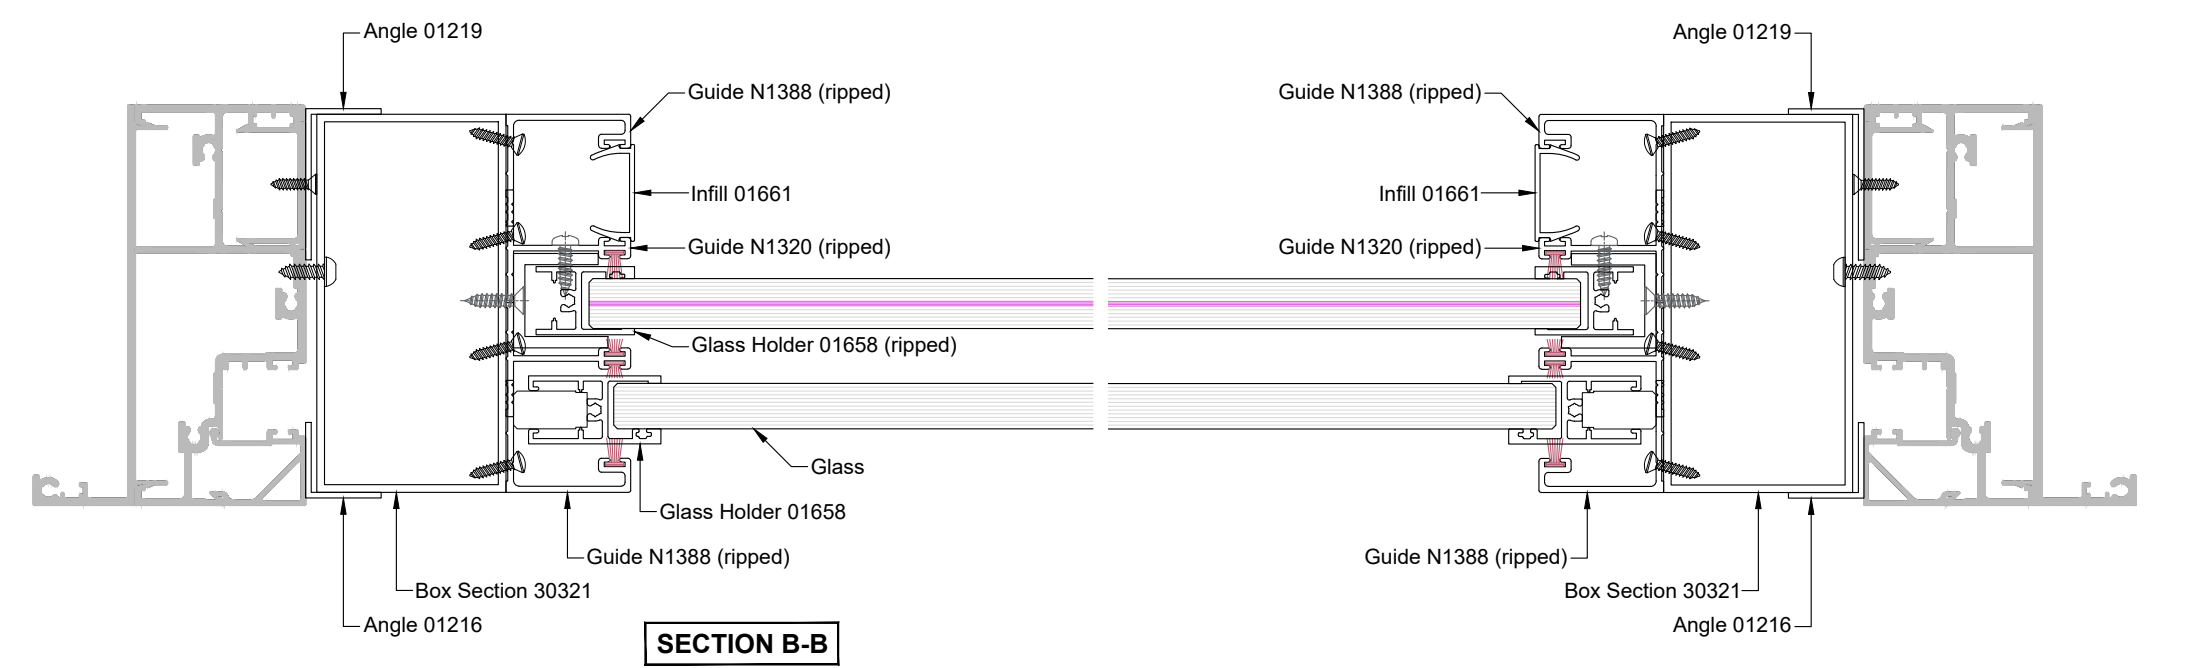 Angle 01219
Angle 01219
Guide N1388 (ripped)
Guide N1388 (ripped)
Infill 01661
Infill 01661
Guide N1320 (ripped)
Guide N1320 (ripped)
Glass Holder 01658 (ripped)
Glass
Glass Holder 01658
Guide N1388 (ripped)
Guide N1388 (ripped)
Box Section 30321
Box Section 30321
Angle 01216
Angle 01216
SECTION B-B